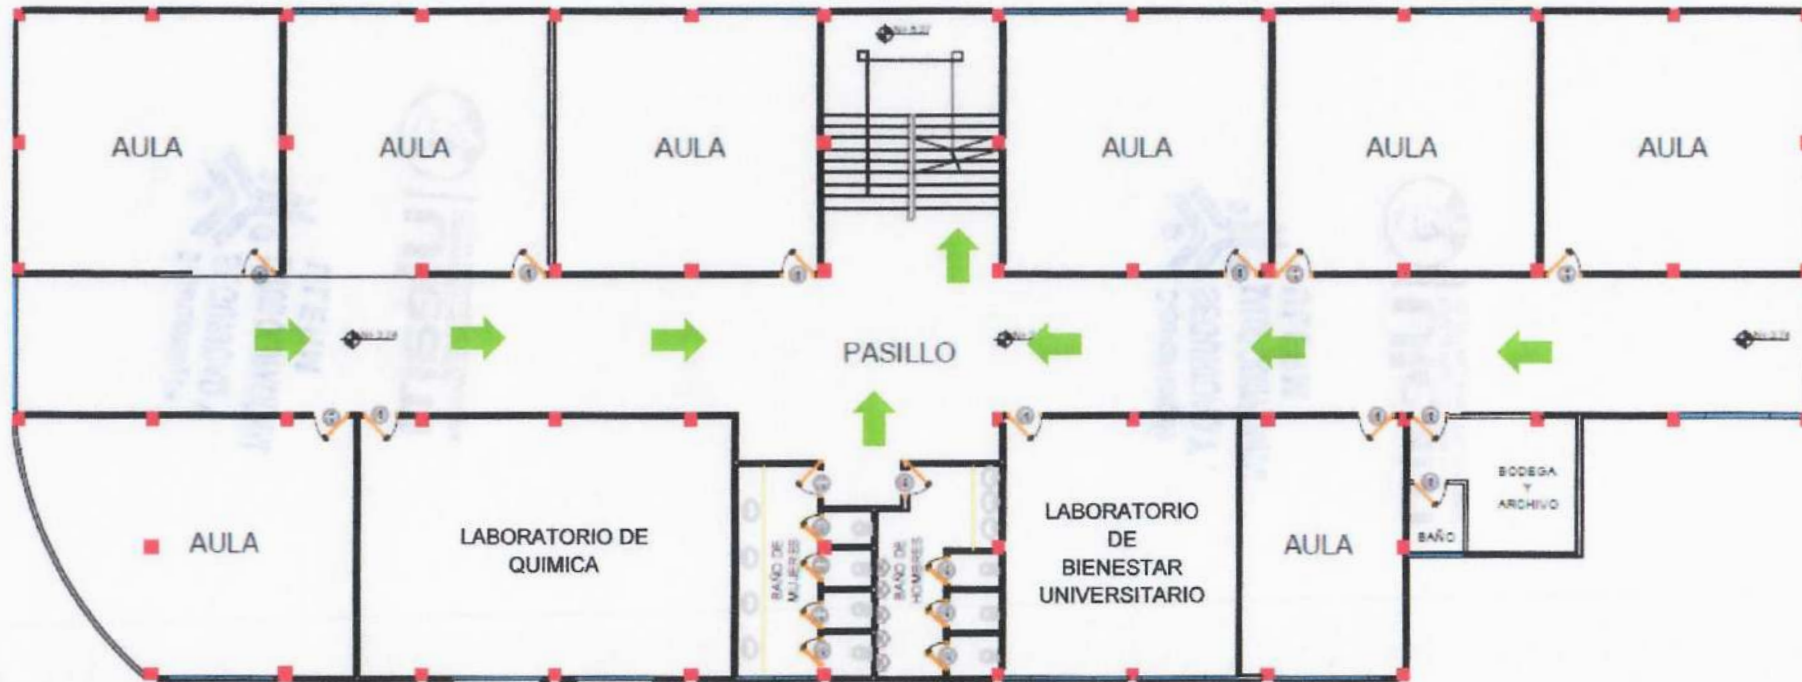 AULA
AULA
AULA
AULA
AULA
AULA
PASILLO
AULA
LABORATORIO DE
QUIMICA
BAÑO DE
MUJERES
BAÑO DE
HOMBRES
LABORATORIO
DE
BIENESTAR
UNIVERSITARIO
AULA
BAÑO
BODEGA
Y
ARCHIVO